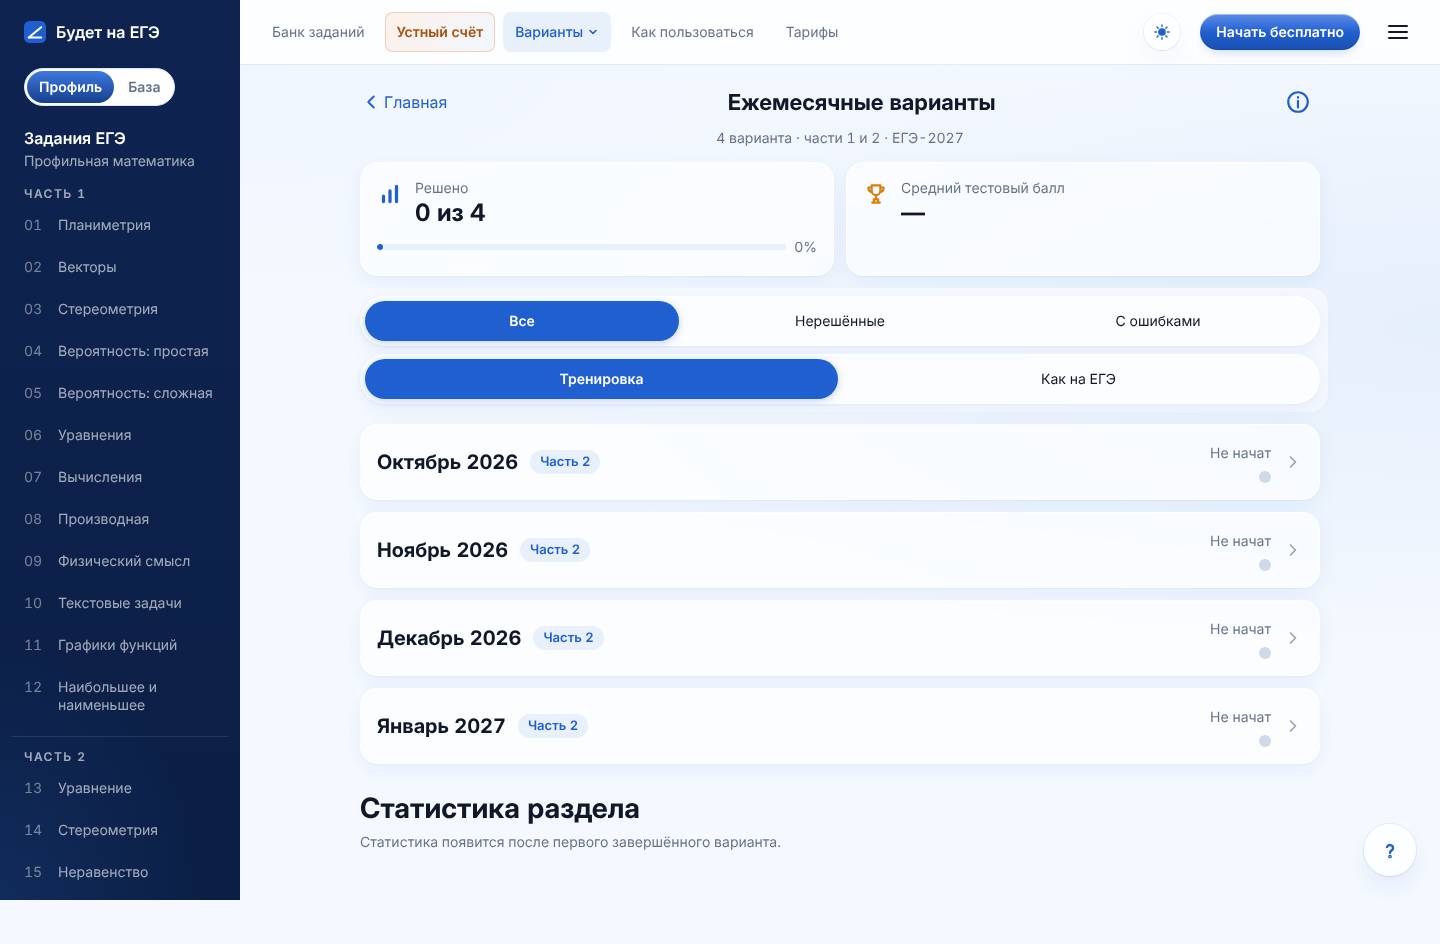 Будет на ЕГЭ
Профиль
База
Задания ЕГЭ
Профильная математика
ЧАСТЬ 1
01 Планиметрия
02 Векторы
03 Стереометрия
04 Вероятность: простая
05 Вероятность: сложная
06 Уравнения
07 Вычисления
08 Производная
09 Физический смысл
10 Текстовые задачи
11 Графики функций
12 Наибольшее и
наименьшее
ЧАСТЬ 2
13 Уравнение
14 Стереометрия
15 Неравенство
Банк заданий
Устный счёт
Варианты
Как пользоваться
Тарифы
Начать бесплатно
Главная
Ежемесячные варианты
4 варианта · части 1 и 2 · ЕГЭ-2027
Решено
0 из 4
0%
Средний тестовый балл
—
Все
Нерешённые
С ошибками
Тренировка
Как на ЕГЭ
Октябрь 2026
Часть 2
Не начат
Ноябрь 2026
Часть 2
Не начат
Декабрь 2026
Часть 2
Не начат
Январь 2027
Часть 2
Не начат
Статистика раздела
Статистика появится после первого завершённого варианта.
?